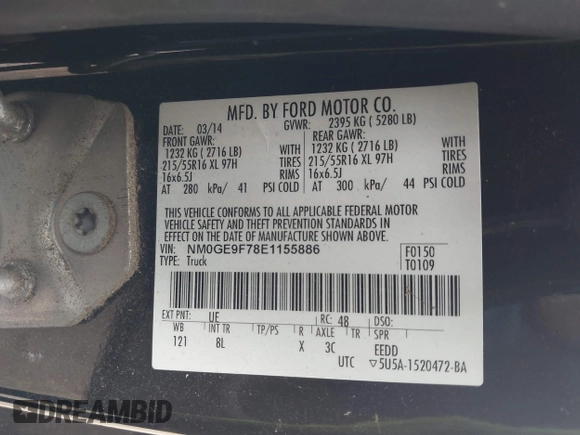 MFD. BY FORD MOTOR CO.
DATE: 03/14 GVWR: 2395 KG ( 5280 LB)
FRONT GAWR: REAR GAWR:
1232 KG ( 2716 LB) WITH 1232 KG ( 2716 LB) WITH
215/55R16 XL 97H TIRES 215/55R16 XL 97H TIRES
16x6.5J RIMS 16x6.5J RIMS
AT 280 kPa/ 41 PSI COLD AT 300 kPa/ 44 PSI COLD
THIS VEHICLE CONFORMS TO ALL APPLICABLE FEDERAL MOTOR
VEHICLE SAFETY AND THEFT PREVENTION STANDARDS IN
EFFECT ON THE DATE OF MANUFACTURE SHOWN ABOVE.
VIN: NM0GE9F78E1155886 F0150
TYPE: Truck T0109
EXT PNT: UE RC: 48 DSO:
WB INT TR TP/PS R AXLE TR SPR
121 8L X 3C EEDD
UTC ▽5U5A-1520472-BA
DREAMBID